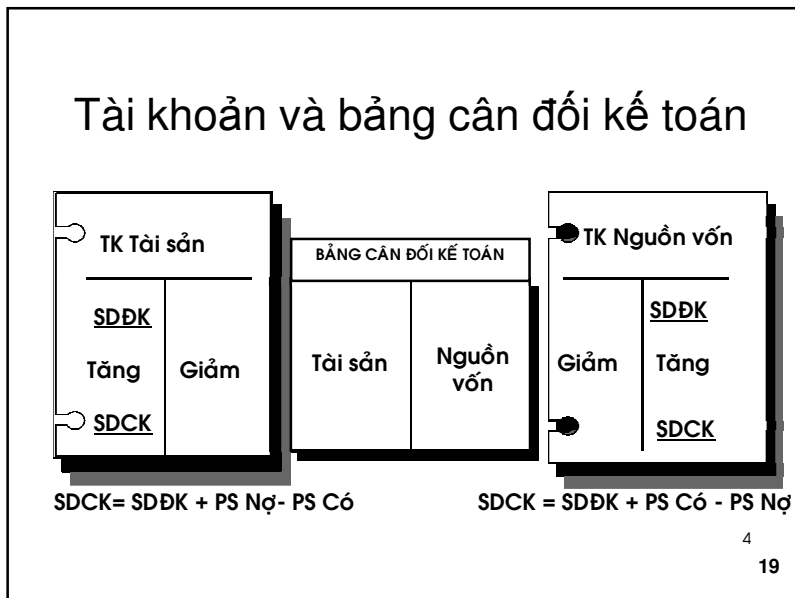 Tài khoản và bảng cân đối kế toán
TK Tài sản
SDĐK
Tăng
Giảm
SDCK
BẢNG CÂN ĐỐI KẾ TOÁN
Tài sản
Nguồn
vốn
TK Nguồn vốn
SDĐK
Giảm
Tăng
SDCK
SDCK= SDĐK + PS Nợ- PS Có
SDCK = SDĐK + PS Có - PS Nợ
4
19